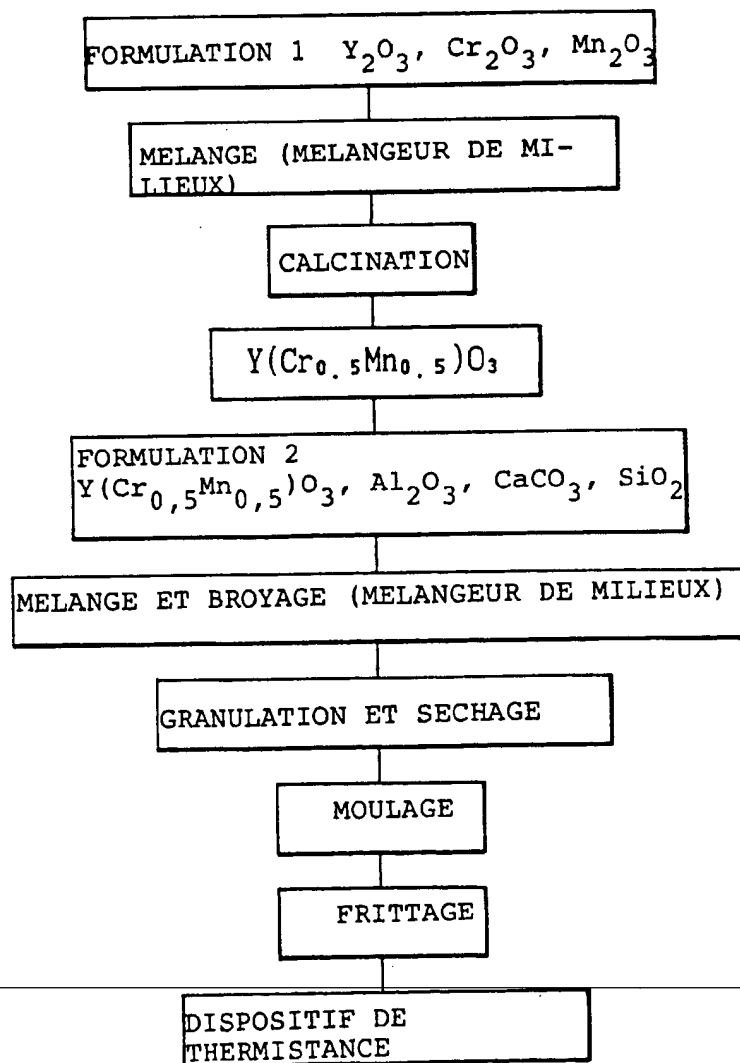 FORMULATION 1 Y₂O₃, Cr₂O₃, Mn₂O₃
MELANGE (MELANGEUR DE MI-
LIEUX)
CALCINATION
Y(Cr₀.₅Mn₀.₅)O₃
FORMULATION 2
Y(Cr₀,₅Mn₀,₅)O₃, Al₂O₃, CaCO₃, SiO₂
MELANGE ET BROYAGE (MELANGEUR DE MILIEUX)
GRANULATION ET SECHAGE
MOULAGE
FRITTAGE
DISPOSITIF DE
THERMISTANCE